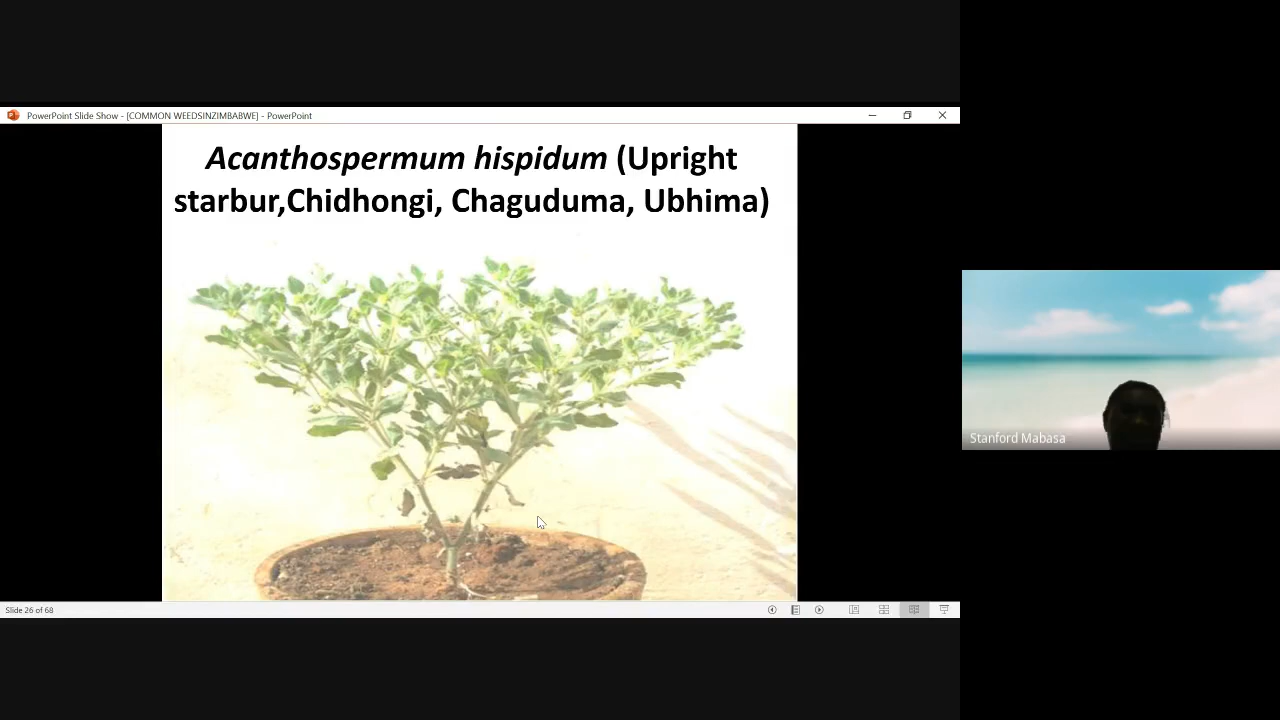 PowerPoint Slide Show - [COMMON WEEDSINZIMBABWE] - PowerPoint
Acanthospermum hispidum (Upright
starbur,Chidhongi, Chaguduma, Ubhima)
Stanford Mabasa
Slide 26 of 68